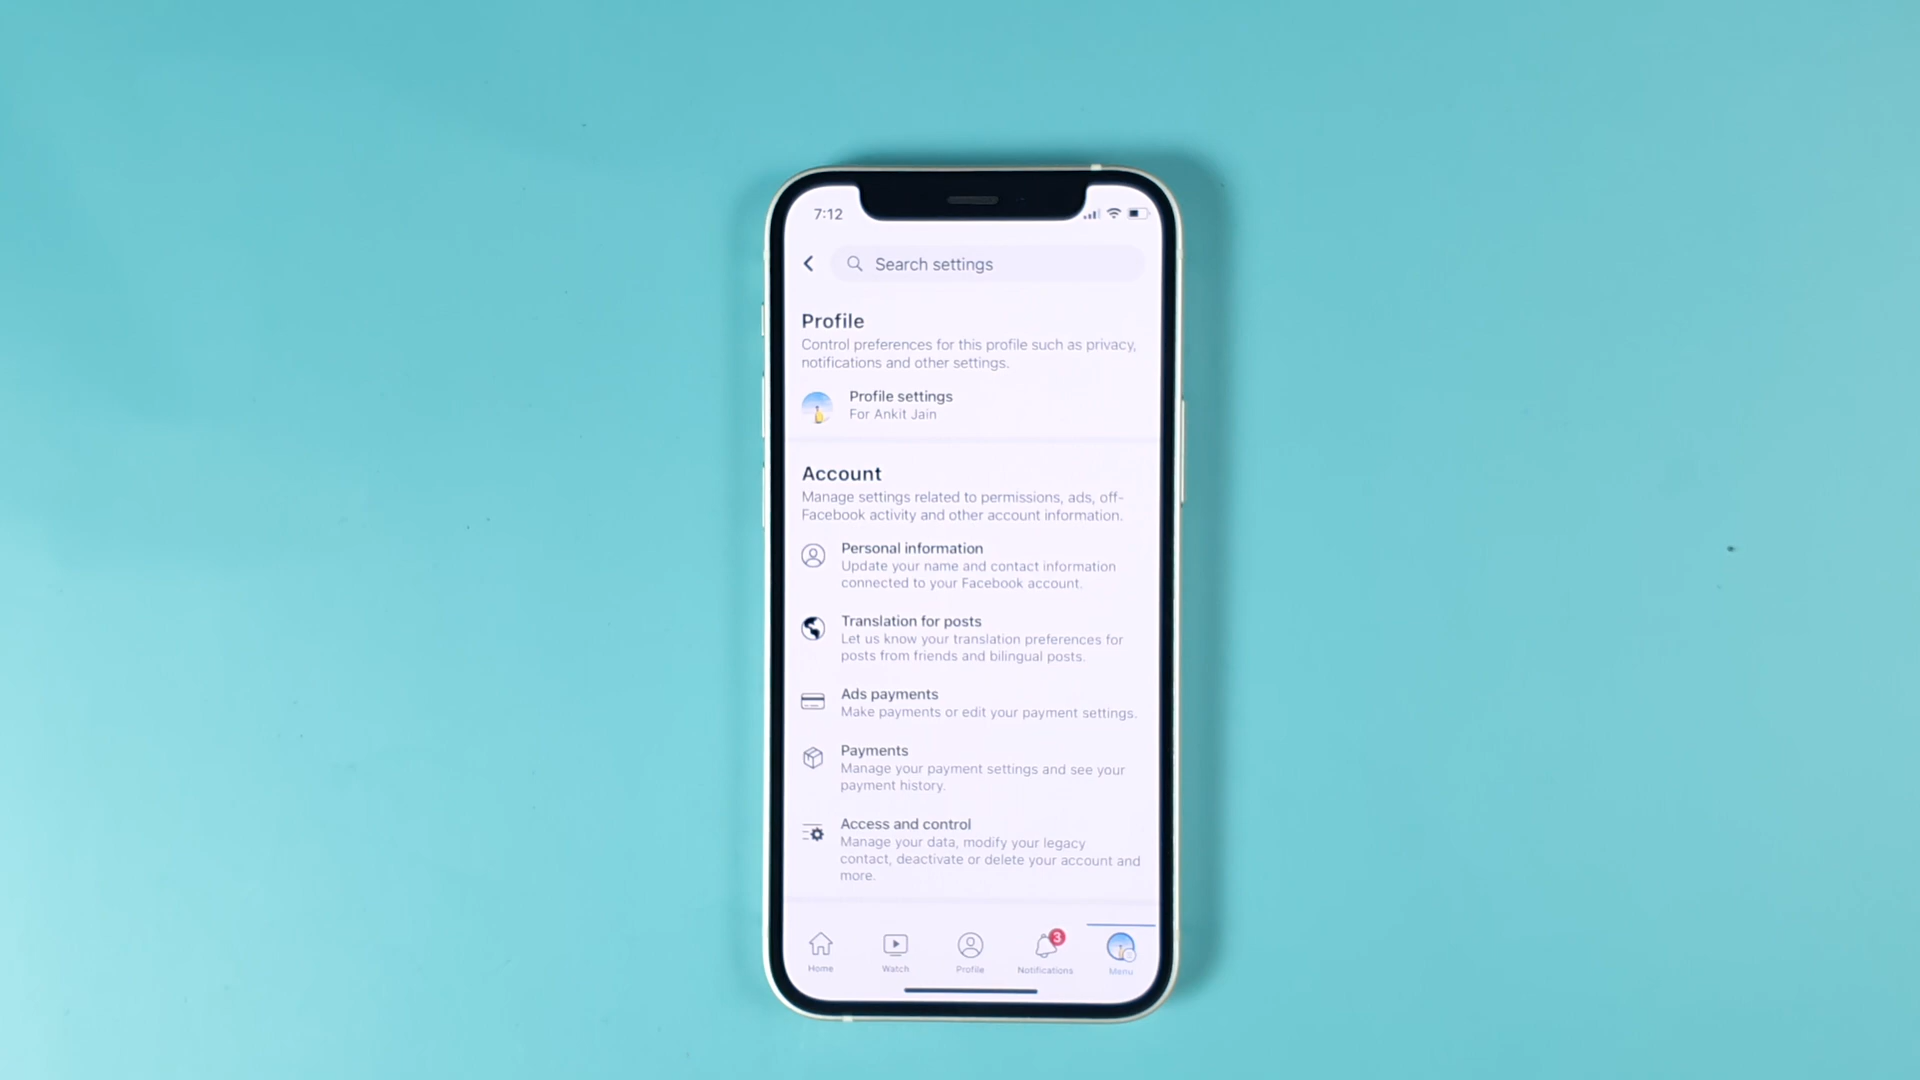 7:12
Search settings
Profile
Control preferences for this profile such as privacy,
notifications and other settings.
Profile settings
For Ankit Jain
Account
Manage settings related to permissions, ads, off-
Facebook activity and other account information.
Personal information
Update your name and contact information
connected to your Facebook account.
Translation for posts
Let us know your translation preferences for
posts from friends and bilingual posts.
Ads payments
Make payments or edit your payment settings.
Payments
Manage your payment settings and see your
payment history.
Access and control
Manage your data, modify your legacy
contact, deactivate or delete your account and
more.
3
Home Watch Profile Notifications Menu